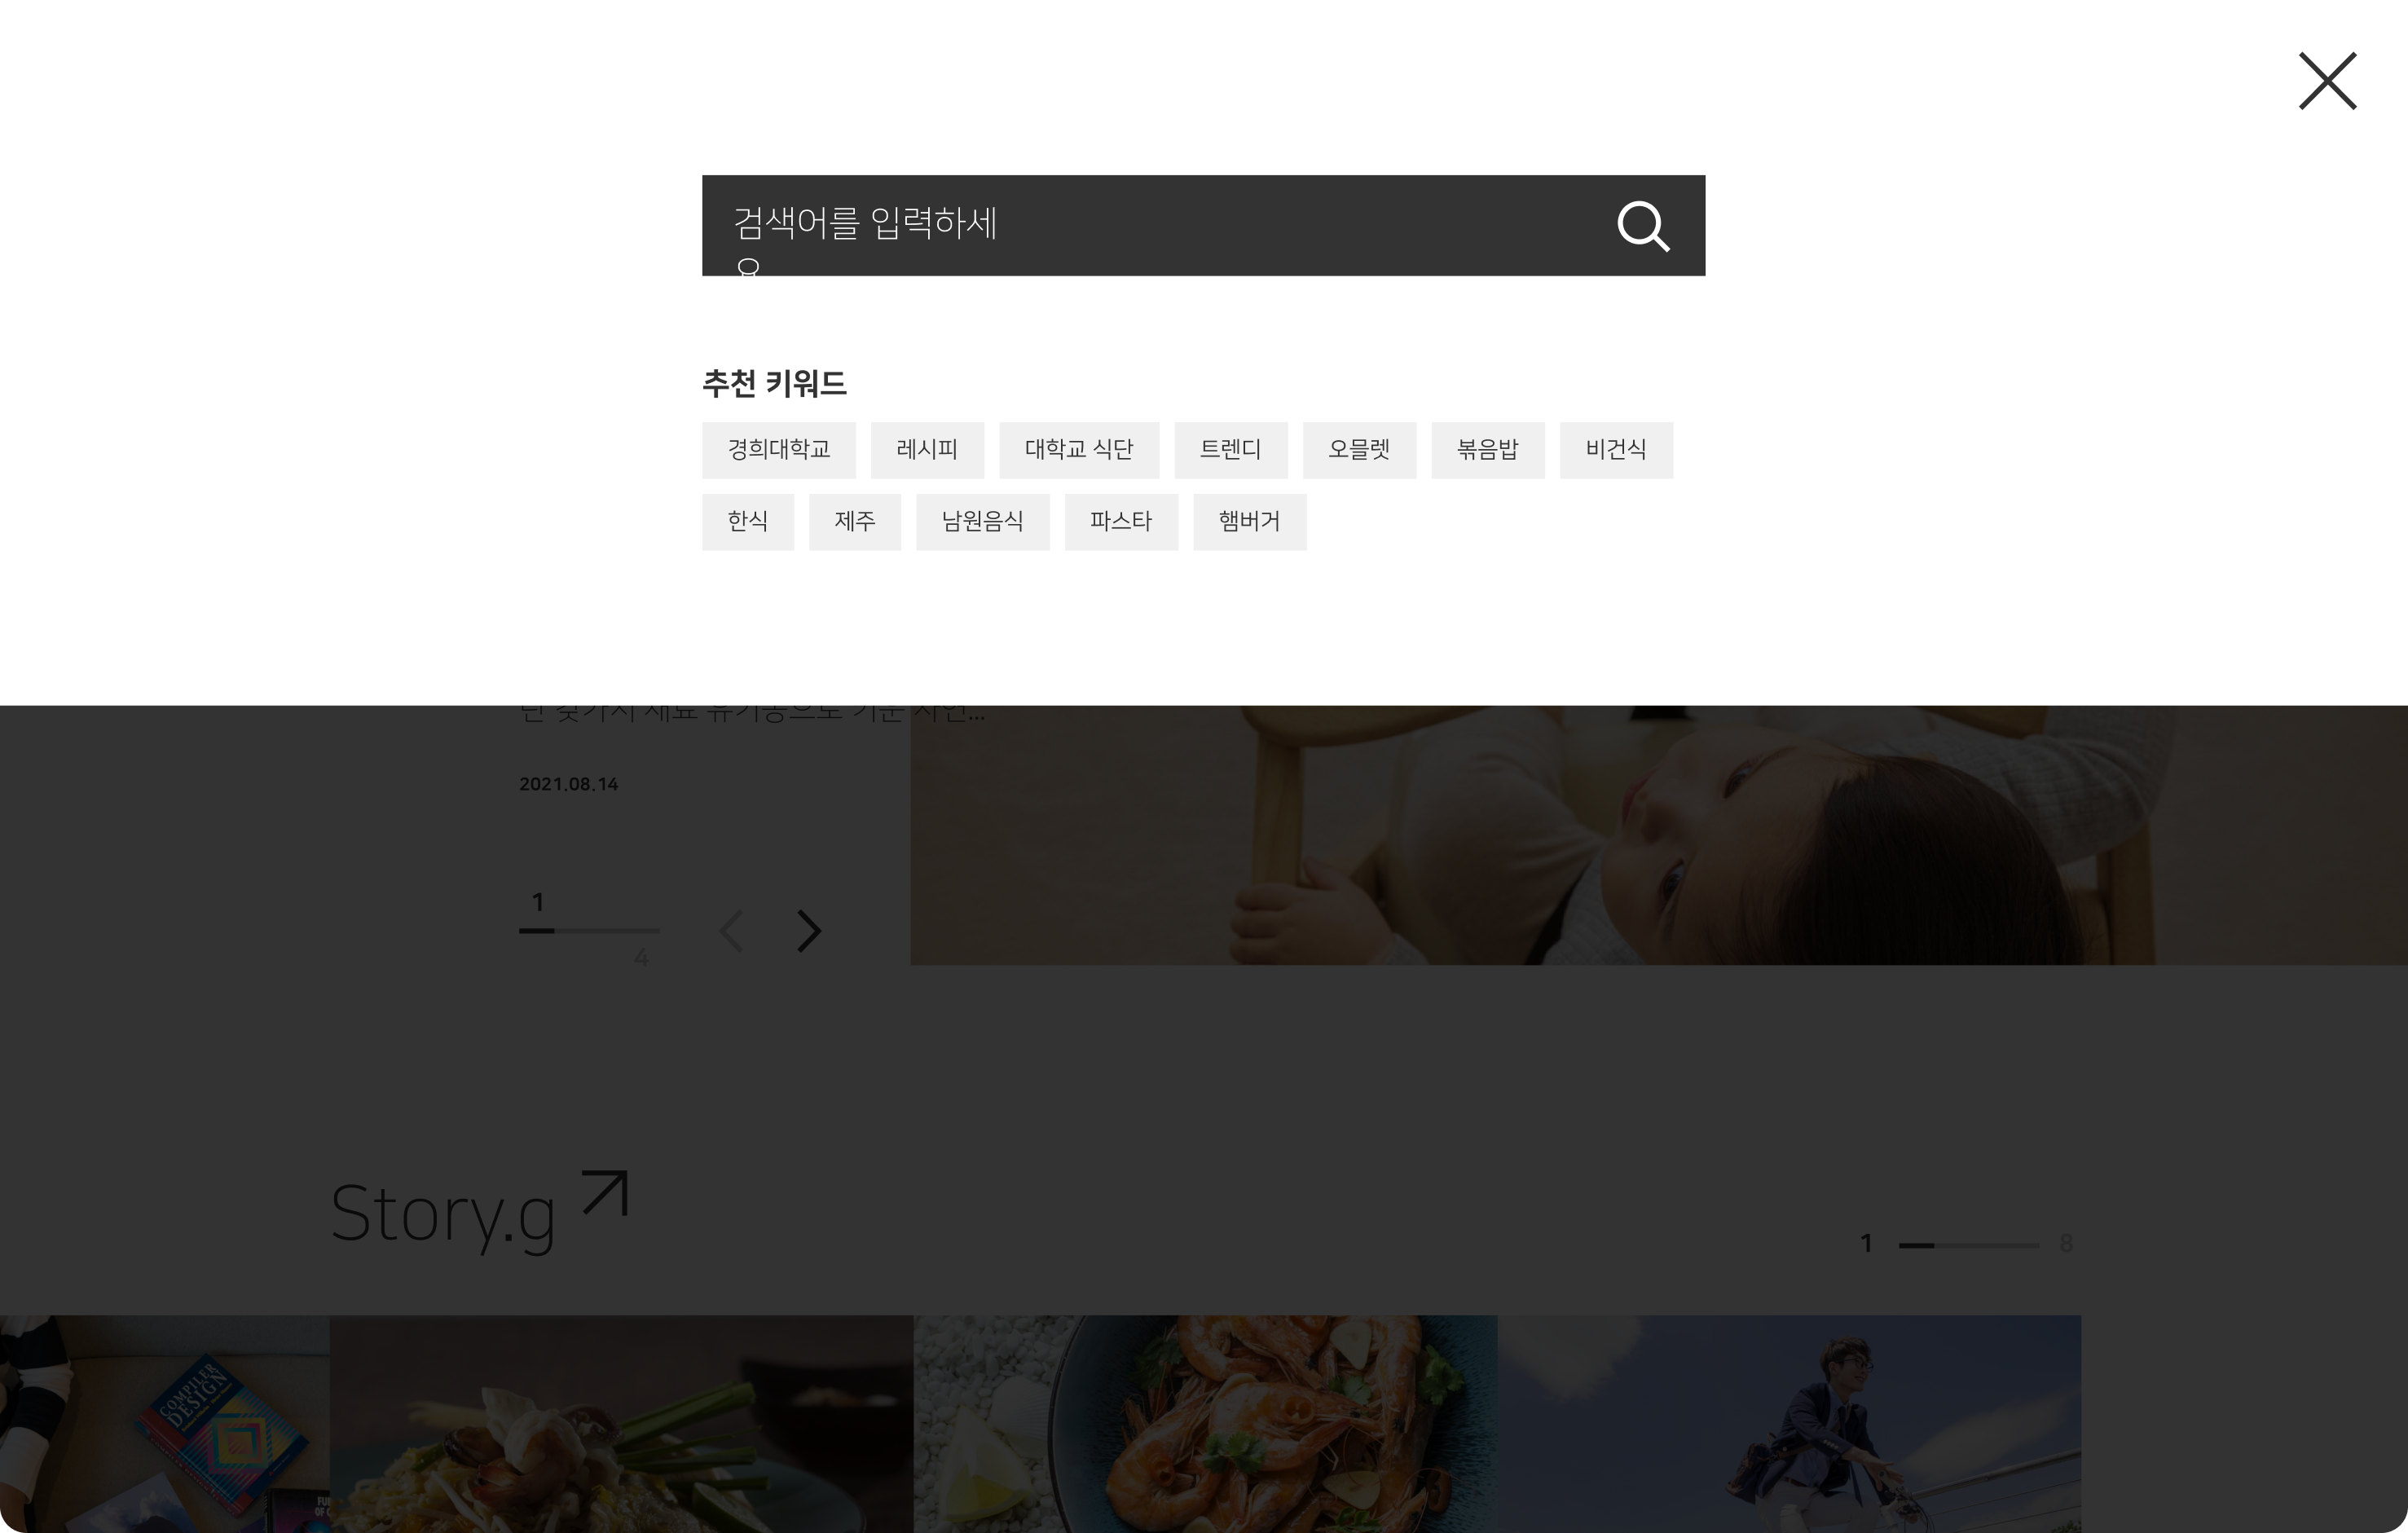 검색어를 입력하세
요
추천 키워드
경희대학교 레시피 대학교 식단 트렌디 오믈렛 볶음밥 비건식
한식 제주 남원음식 파스타 햄버거
2021.08.14
1
4
Story.g
1 8
COMPILER
DESIGN